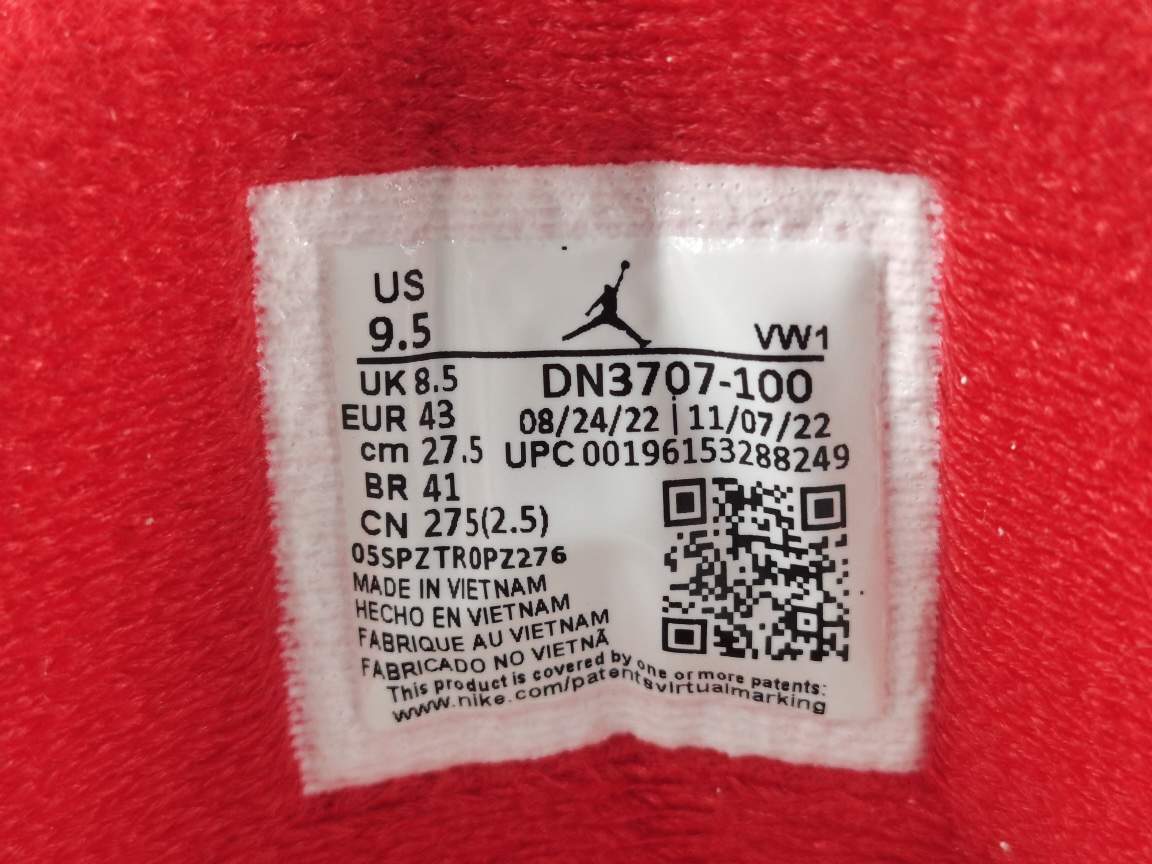 US
9.5
VW1
UK 8.5
DN3707-100
EUR 43
08/24/22 | 11/07/22
cm 27.5
UPC 00196153288249
BR 41
CN 275(2.5)
05SPZTR0PZ276
MADE IN VIETNAM
HECHO EN VIETNAM
FABRIQUE AU VIETNAM
FABRICADO NO VIETNÃ
This product is covered by one or more patents:
www.nike.com/patentsvirtualmarking